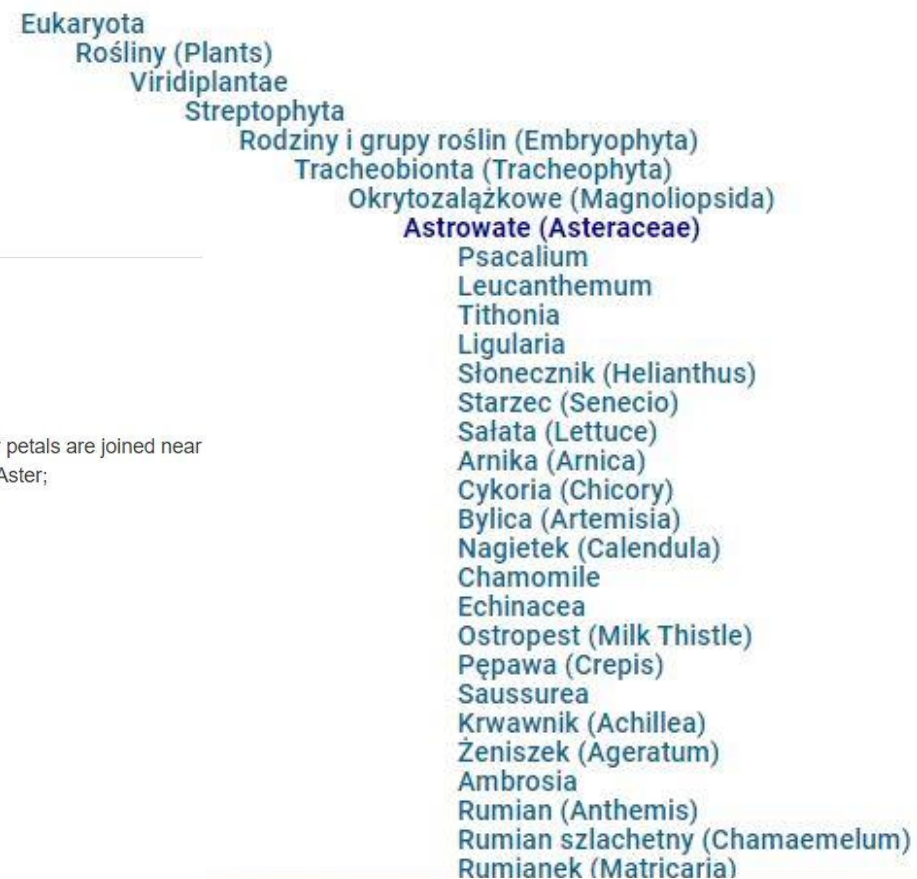 Eukaryota
Rośliny (Plants)
Viridiplantae
Streptophyta
Rodziny i grupy roślin (Embryophyta)
Tracheobionta (Tracheophyta)
Okrytozalążkowe (Magnoliopsida)
Astrowate (Asteraceae)
Psacalium
Leucanthemum
Tithonia
Ligularia
Słonecznik (Helianthus)
Starzec (Senecio)
Sałata (Lettuce)
petals are joined near
Arnika (Arnica)
Aster;
Cykoria (Chicory)
Bylica (Artemisia)
Nagietek (Calendula)
Chamomile
Echinacea
Ostropest (Milk Thistle)
Pępawa (Crepis)
Saussurea
Krwawnik (Achillea)
Żeniszek (Ageratum)
Ambrosia
Rumian (Anthemis)
Rumian szlachetny (Chamaemelum)
Rumianek (Matricaria)